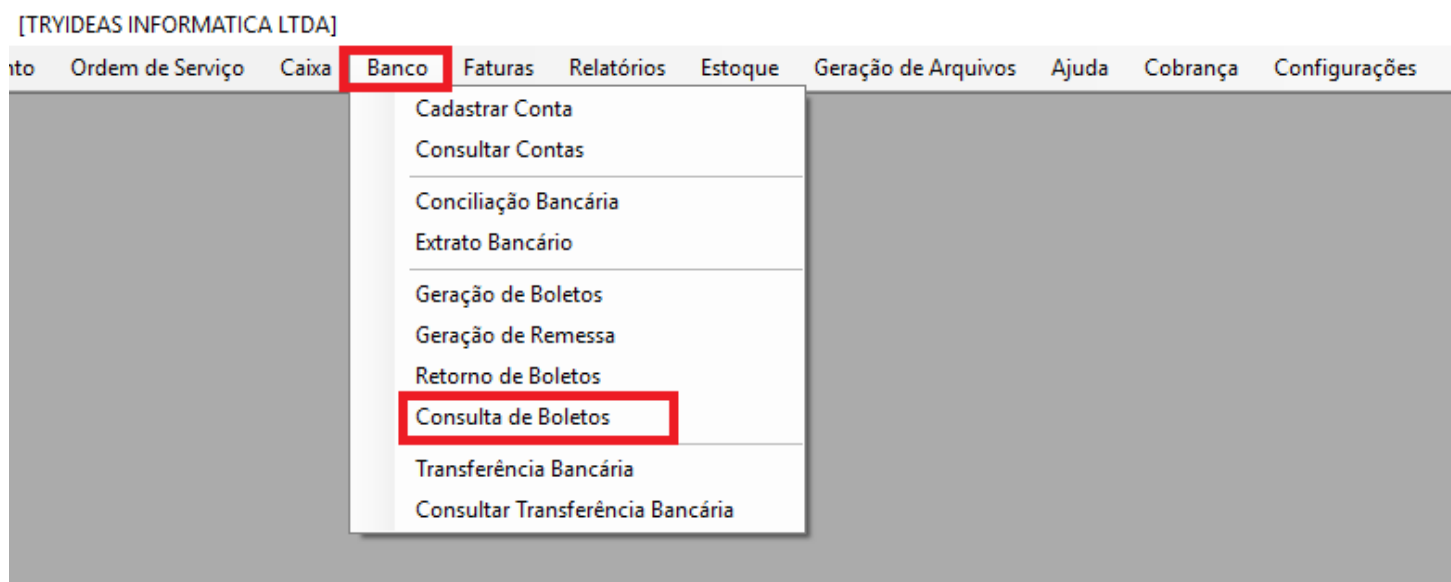 [TRYIDEAS INFORMATICA LTDA]
nto Ordem de Serviço Caixa Banco Faturas Relatórios Estoque Geração de Arquivos Ajuda Cobrança Configurações
Cadastrar Conta
Consultar Contas
Conciliação Bancária
Extrato Bancário
Geração de Boletos
Geração de Remessa
Retorno de Boletos
Consulta de Boletos
Transferência Bancária
Consultar Transferência Bancária